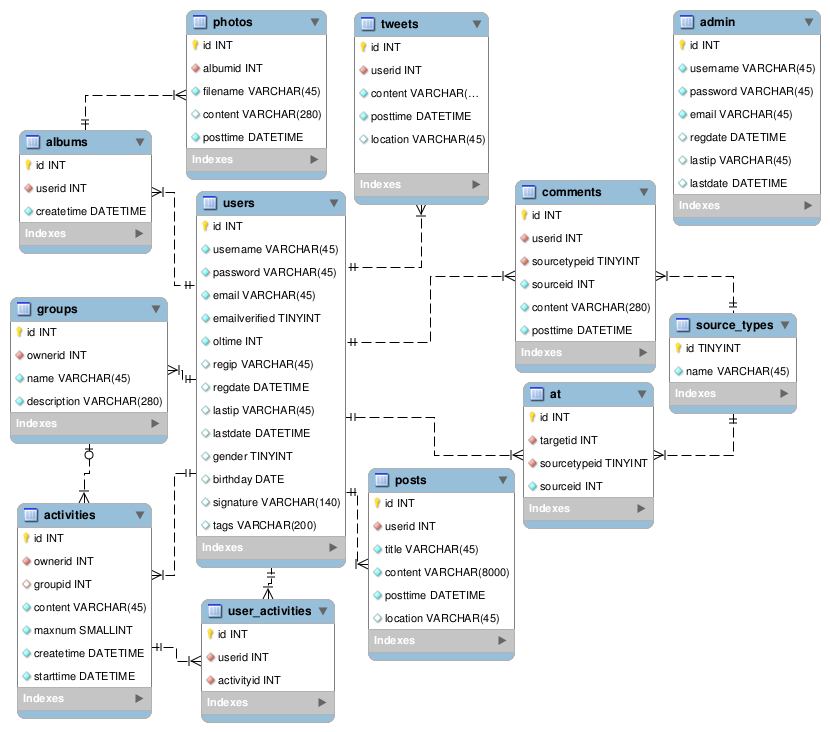 photos
id INT
albumid INT
filename VARCHAR(45)
content VARCHAR(280)
posttime DATETIME
Indexes
tweets
id INT
userid INT
content VARCHAR(...
posttime DATETIME
location VARCHAR(45)
Indexes
admin
id INT
username VARCHAR(45)
password VARCHAR(45)
email VARCHAR(45)
regdate DATETIME
lastip VARCHAR(45)
lastdate DATETIME
Indexes
albums
id INT
userid INT
createtime DATETIME
Indexes
users
id INT
username VARCHAR(45)
password VARCHAR(45)
email VARCHAR(45)
emailverified TINYINT
oltime INT
regip VARCHAR(45)
regdate DATETIME
lastip VARCHAR(45)
lastdate DATETIME
gender TINYINT
birthday DATE
signature VARCHAR(140)
tags VARCHAR(200)
Indexes
comments
id INT
userid INT
sourcetypeid TINYINT
sourceid INT
content VARCHAR(280)
posttime DATETIME
Indexes
groups
id INT
ownerid INT
name VARCHAR(45)
description VARCHAR(280)
Indexes
source_types
id TINYINT
name VARCHAR(45)
Indexes
at
id INT
targetid INT
sourcetypeid TINYINT
sourceid INT
Indexes
posts
id INT
userid INT
title VARCHAR(45)
content VARCHAR(8000)
posttime DATETIME
location VARCHAR(45)
Indexes
activities
id INT
ownerid INT
groupid INT
content VARCHAR(45)
maxnum SMALLINT
createtime DATETIME
starttime DATETIME
Indexes
user_activities
id INT
userid INT
activityid INT
Indexes